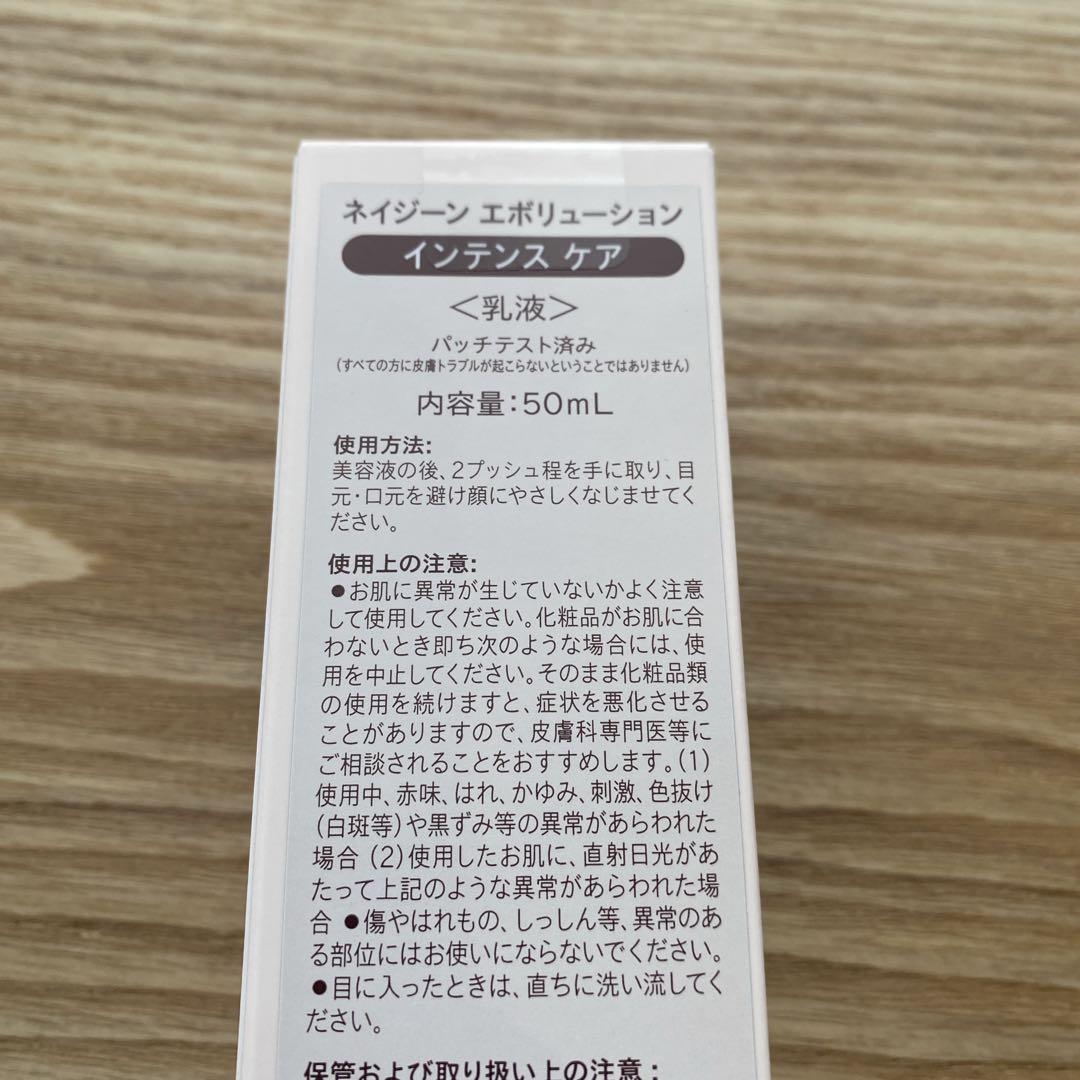 ネイジーン エボリューション
インテンス ケア
＜乳液＞
パッチテスト済み
（すべての方に皮膚トラブルが起こらないということではありません）
内容量：50mL
使用方法：
美容液の後、2プッシュ程を手に取り、目
元・口元を避け顔にやさしくなじませてく
ださい。
使用上の注意：
●お肌に異常が生じていないかよく注意
して使用してください。化粧品がお肌に合
わないとき即ち次のような場合には、使
用を中止してください。そのまま化粧品類
の使用を続けますと、症状を悪化させる
ことがありますので、皮膚科専門医等に
ご相談されることをおすすめします。（1）
使用中、赤味、はれ、かゆみ、刺激、色抜け
（白斑等）や黒ずみ等の異常があらわれた
場合（2）使用したお肌に、直射日光があ
たって上記のような異常があらわれた場
合 ●傷やはれもの、しっしん等、異常のあ
る部位にはお使いにならないでください。
●目に入ったときは、直ちに洗い流してく
ださい。
保管および取り扱い上の注意：